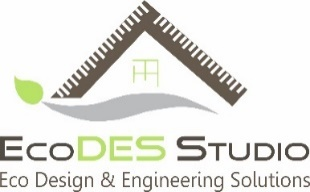 EcoDES Studio
Eco Design & Engineering Solutions